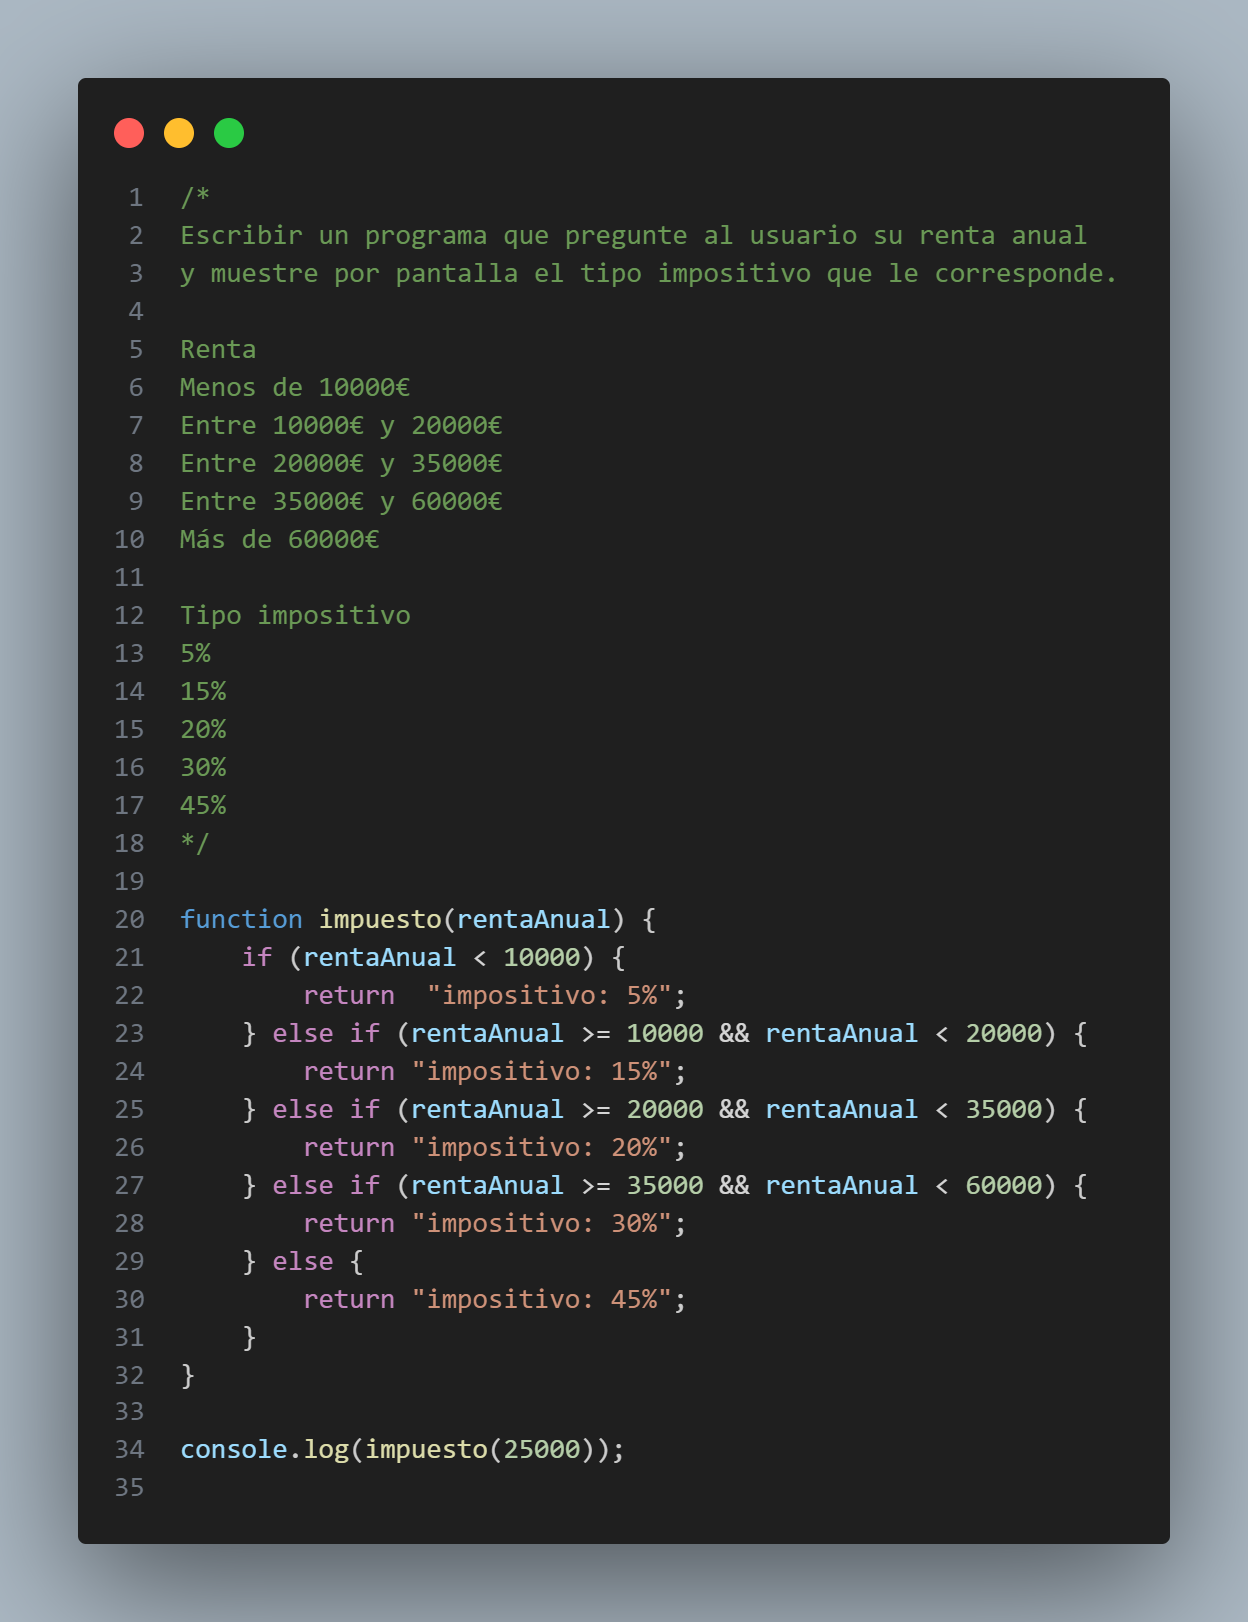 1 /*
2 Escribir un programa que pregunte al usuario su renta anual
3 y muestre por pantalla el tipo impositivo que le corresponde.
4
5 Renta
6 Menos de 10000€
7 Entre 10000€ y 20000€
8 Entre 20000€ y 35000€
9 Entre 35000€ y 60000€
10 Más de 60000€
11
12 Tipo impositivo
13 5%
14 15%
15 20%
16 30%
17 45%
18 */
19
20 function impuesto(rentaAnual) {
21     if (rentaAnual < 10000) {
22         return  "impositivo: 5%";
23     } else if (rentaAnual >= 10000 && rentaAnual < 20000) {
24         return "impositivo: 15%";
25     } else if (rentaAnual >= 20000 && rentaAnual < 35000) {
26         return "impositivo: 20%";
27     } else if (rentaAnual >= 35000 && rentaAnual < 60000) {
28         return "impositivo: 30%";
29     } else {
30         return "impositivo: 45%";
31     }
32 }
33
34 console.log(impuesto(25000));
35